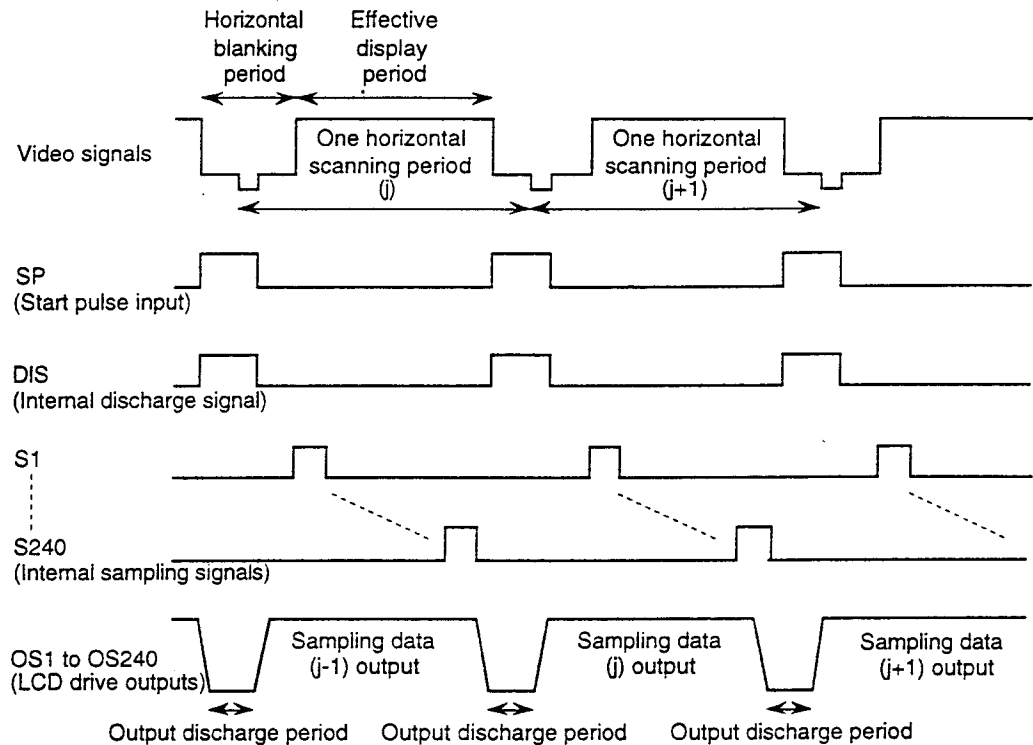 Horizontal
blanking
period
Effective
display
period
Video signals
One horizontal
scanning period
(j)
One horizontal
scanning period
(j+1)
SP
(Start pulse input)
DIS
(Internal discharge signal)
S1
S240
(Internal sampling signals)
OS1 to OS240
(LCD drive outputs)
Sampling data
(j-1) output
Sampling data
(j) output
Sampling data
(j+1) output
Output discharge period
Output discharge period
Output discharge period